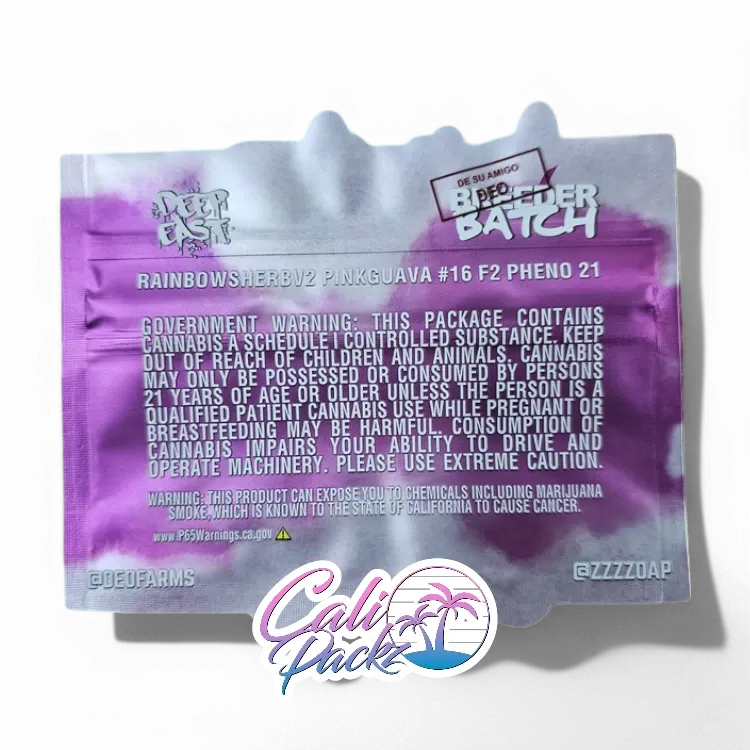 DEEP
EAST
DE SU AMIGO
DEO
BREEDER
BATCH
RAINBOWSHERBV2 PINKGUAVA #16 F2 PHENO 21
GOVERNMENT WARNING: THIS PACKAGE CONTAINS
CANNABIS A SCHEDULE I CONTROLLED SUBSTANCE. KEEP
OUT OF REACH OF CHILDREN AND ANIMALS. CANNABIS
MAY ONLY BE POSSESSED OR CONSUMED BY PERSONS
21 YEARS OF AGE OR OLDER UNLESS THE PERSON IS A
QUALIFIED PATIENT CANNABIS USE WHILE PREGNANT OR
BREASTFEEDING MAY BE HARMFUL. CONSUMPTION OF
CANNABIS IMPAIRS YOUR ABILITY TO DRIVE AND
OPERATE MACHINERY. PLEASE USE EXTREME CAUTION.
WARNING: THIS PRODUCT CAN EXPOSE YOU TO CHEMICALS INCLUDING MARIJUANA
SMOKE, WHICH IS KNOWN TO THE STATE OF CALIFORNIA TO CAUSE CANCER.
www.P65Warnings.ca.gov
@DEOFARMS
@ZZZZOAP
Cali
Packz